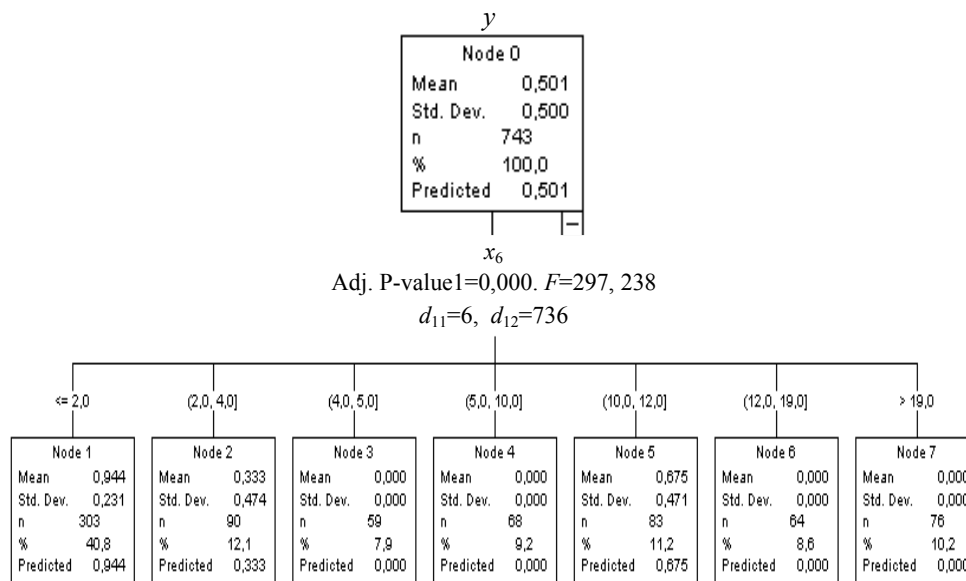 y
Node 0
Mean 0,501
Std. Dev. 0,500
n 743
% 100,0
Predicted 0,501
x6
Adj. P-value1=0,000. F=297, 238
d11=6, d12=736
<= 2,0 (2,0, 4,0] (4,0, 5,0] (5,0, 10,0] (10,0, 12,0] (12,0, 19,0] > 19,0
Node 1 Node 2 Node 3 Node 4 Node 5 Node 6 Node 7
Mean 0,944 Mean 0,333 Mean 0,000 Mean 0,000 Mean 0,675 Mean 0,000 Mean 0,000
Std. Dev. 0,231 Std. Dev. 0,474 Std. Dev. 0,000 Std. Dev. 0,000 Std. Dev. 0,471 Std. Dev. 0,000 Std. Dev. 0,000
n 303 n 90 n 59 n 68 n 83 n 64 n 76
% 40,8 % 12,1 % 7,9 % 9,2 % 11,2 % 8,6 % 10,2
Predicted 0,944 Predicted 0,333 Predicted 0,000 Predicted 0,000 Predicted 0,675 Predicted 0,000 Predicted 0,000